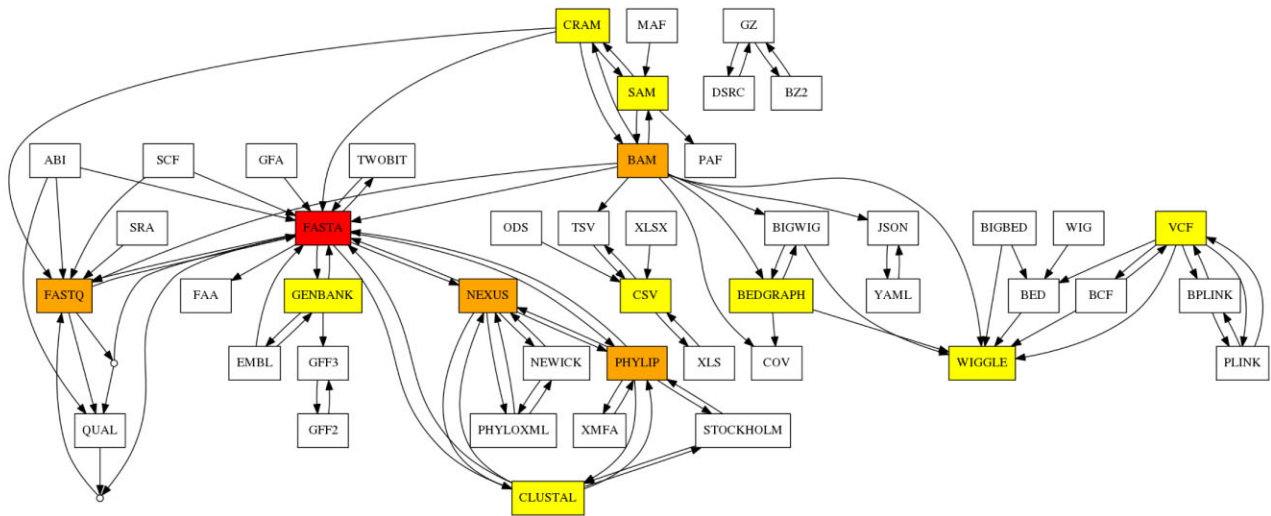 CRAM
MAF
GZ
SAM
DSRC
BZ2
ABI
SCF
GFA
TWOBIT
BAM
PAF
SRA
FASTA
ODS
TSV
XLSX
BIGWIG
JSON
BIGBED
WIG
VCF
FASTQ
FAA
GENBANK
NEXUS
CSV
BEDGRAPH
YAML
BED
BCF
BPLINK
EMBL
GFF3
NEWICK
PHYLIP
XLS
COV
WIGGLE
PLINK
QUAL
GFF2
PHYLOXML
XMFA
STOCKHOLM
CLUSTAL